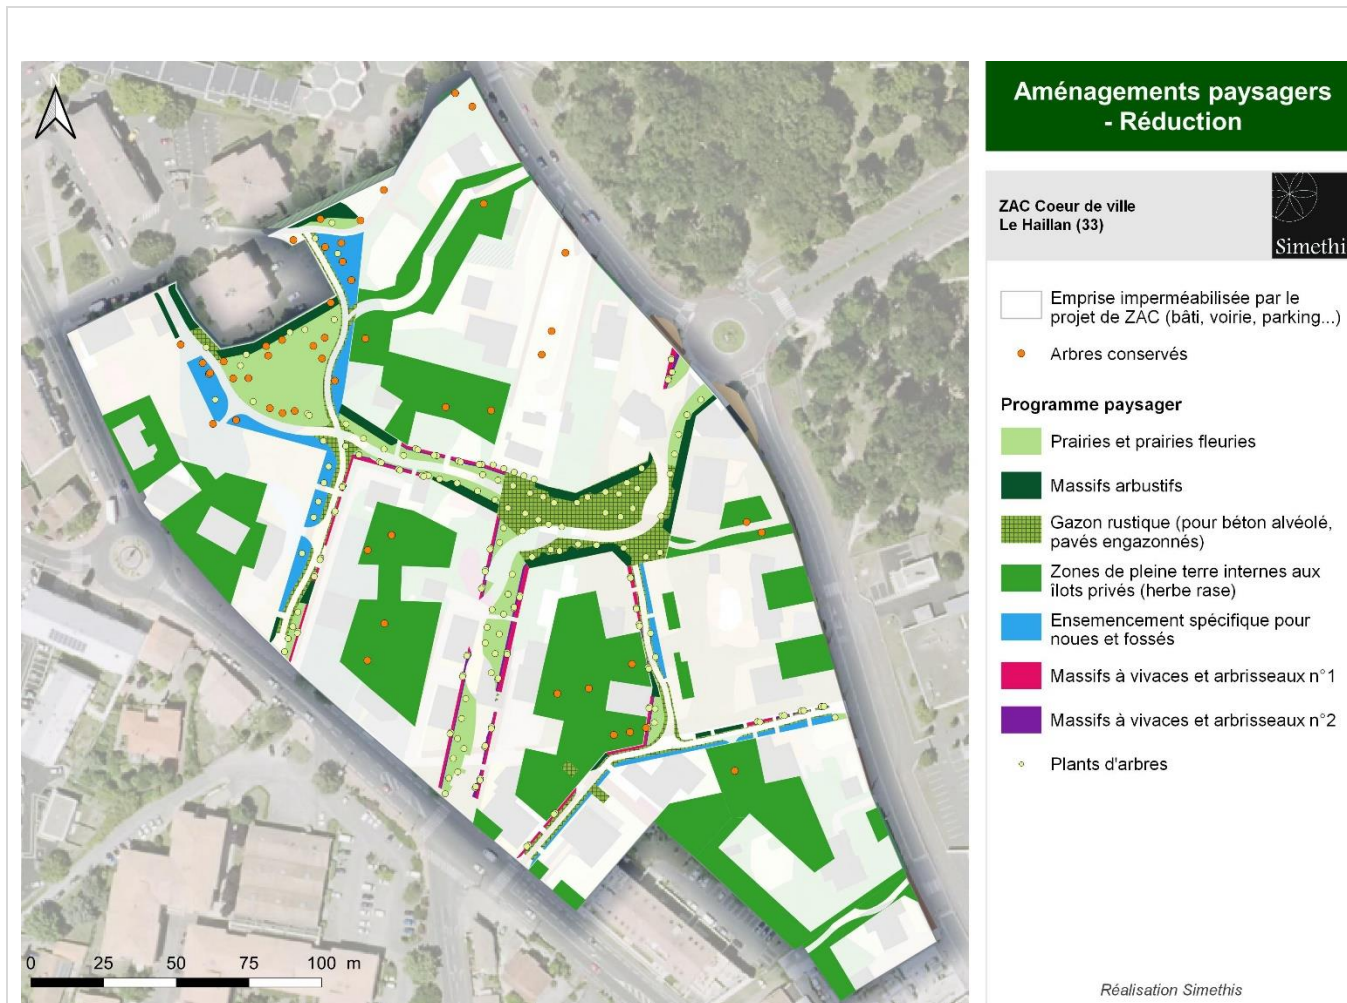 Aménagements paysagers
- Réduction
ZAC Coeur de ville
Le Haillan (33)
Simethi
Emprise imperméabilisée par le
projet de ZAC (bâti, voirie, parking...)
Arbres conservés
Programme paysager
Prairies et prairies fleuries
Massifs arbustifs
Gazon rustique (pour béton alvéolé,
pavés engazonnés)
Zones de pleine terre internes aux
îlots privés (herbe rase)
Ensemencement spécifique pour
noues et fossés
Massifs à vivaces et arbrisseaux n°1
Massifs à vivaces et arbrisseaux n°2
Plants d'arbres
N
0 25 50 75 100 m
Réalisation Simethis